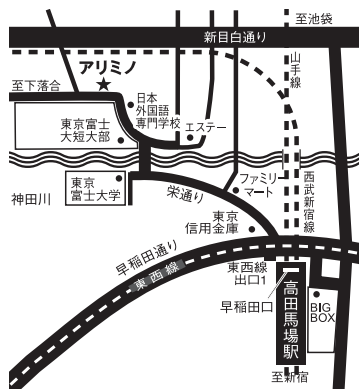 至池袋
新目白通り
アリミノ
山手線
至下落合
日本
外国語
専門学校
エステー
東京富士
大短大部
東京
富士大学
神田川
栄通り
ファミリー
マート
西武新宿線
東京
信用金庫
早稲田通り
東西線
東西線
出口1
早稲田口
高田馬場駅
BIG
BOX
至新宿